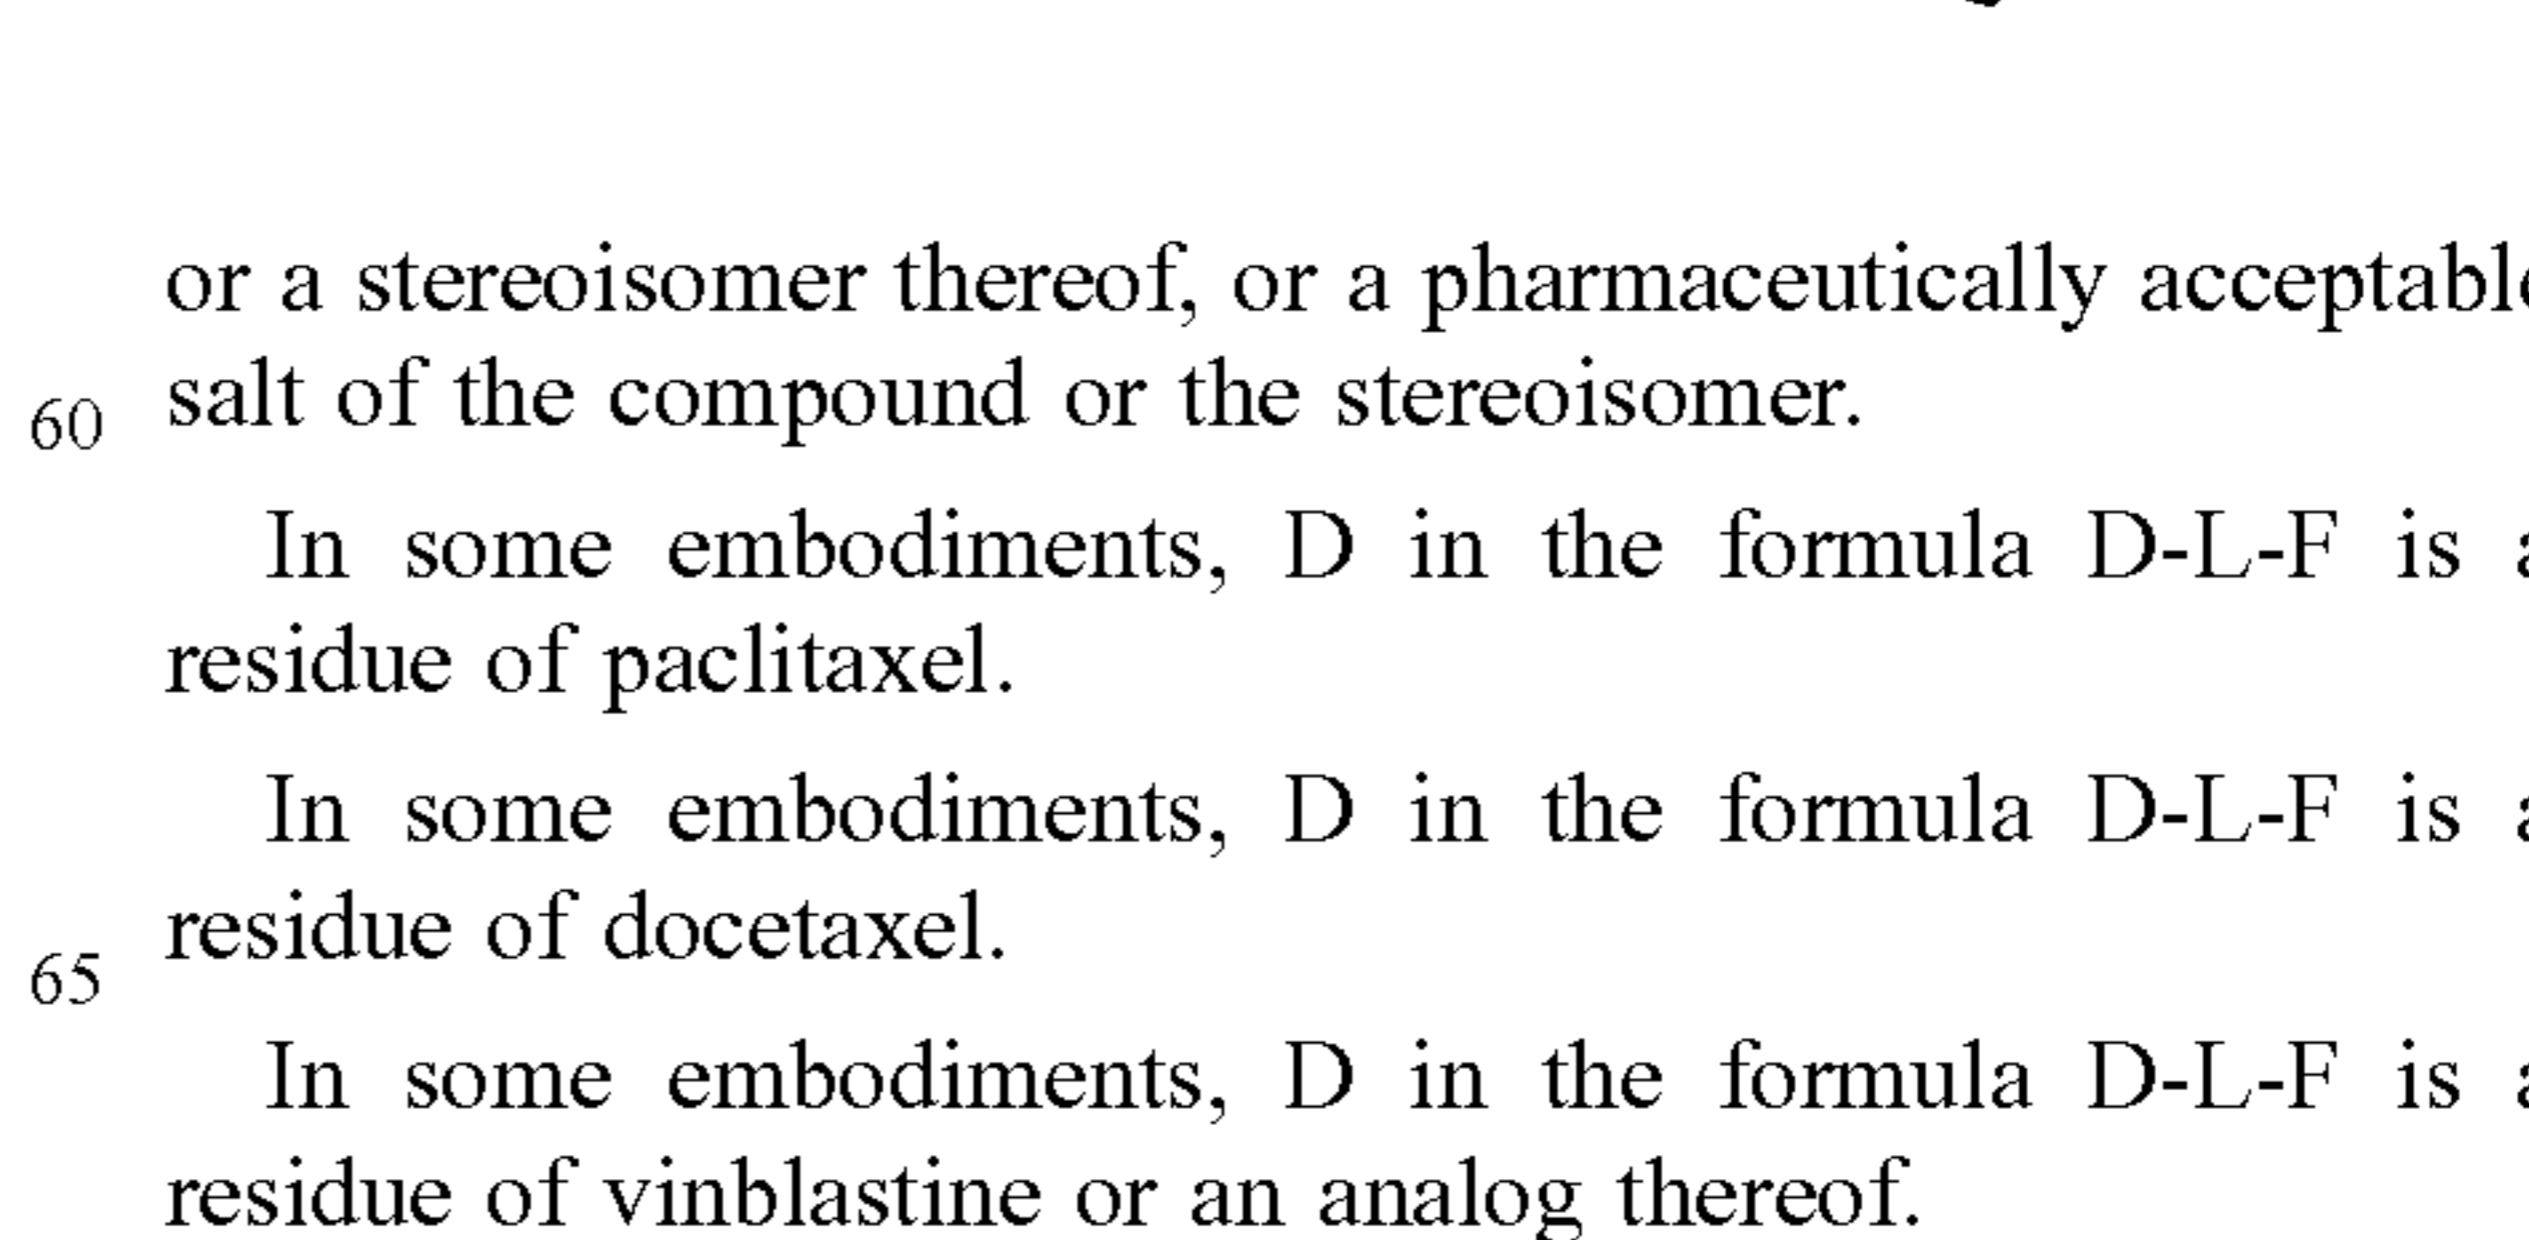 or a stereoisomer thereof, or a pharmaceutically acceptable
60 salt of the compound or the stereoisomer.
In some embodiments, D in the formula D-L-F is a
residue of paclitaxel.
In some embodiments, D in the formula D-L-F is a
residue of docetaxel.
65
In some embodiments, D in the formula D-L-F is a
residue of vinblastine or an analog thereof.